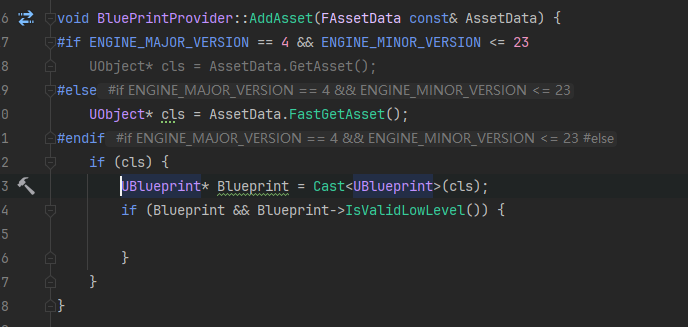 6 void BluePrintProvider::AddAsset(FAssetData const& AssetData) {
7 #if ENGINE_MAJOR_VERSION == 4 && ENGINE_MINOR_VERSION <= 23
8 UObject* cls = AssetData.GetAsset();
9 #else #if ENGINE_MAJOR_VERSION == 4 && ENGINE_MINOR_VERSION <= 23
0 UObject* cls = AssetData.FastGetAsset();
1 #endif #if ENGINE_MAJOR_VERSION == 4 && ENGINE_MINOR_VERSION <= 23 #else
2 if (cls) {
3 UBlueprint* Blueprint = Cast<UBlueprint>(cls);
4 if (Blueprint && Blueprint->IsValidLowLevel()) {
5
6 }
7 }
8 }